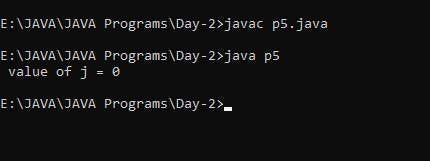 E:\JAVA\JAVA Programs\Day-2>javac p5.java
E:\JAVA\JAVA Programs\Day-2>java p5
 value of j = 0
E:\JAVA\JAVA Programs\Day-2>